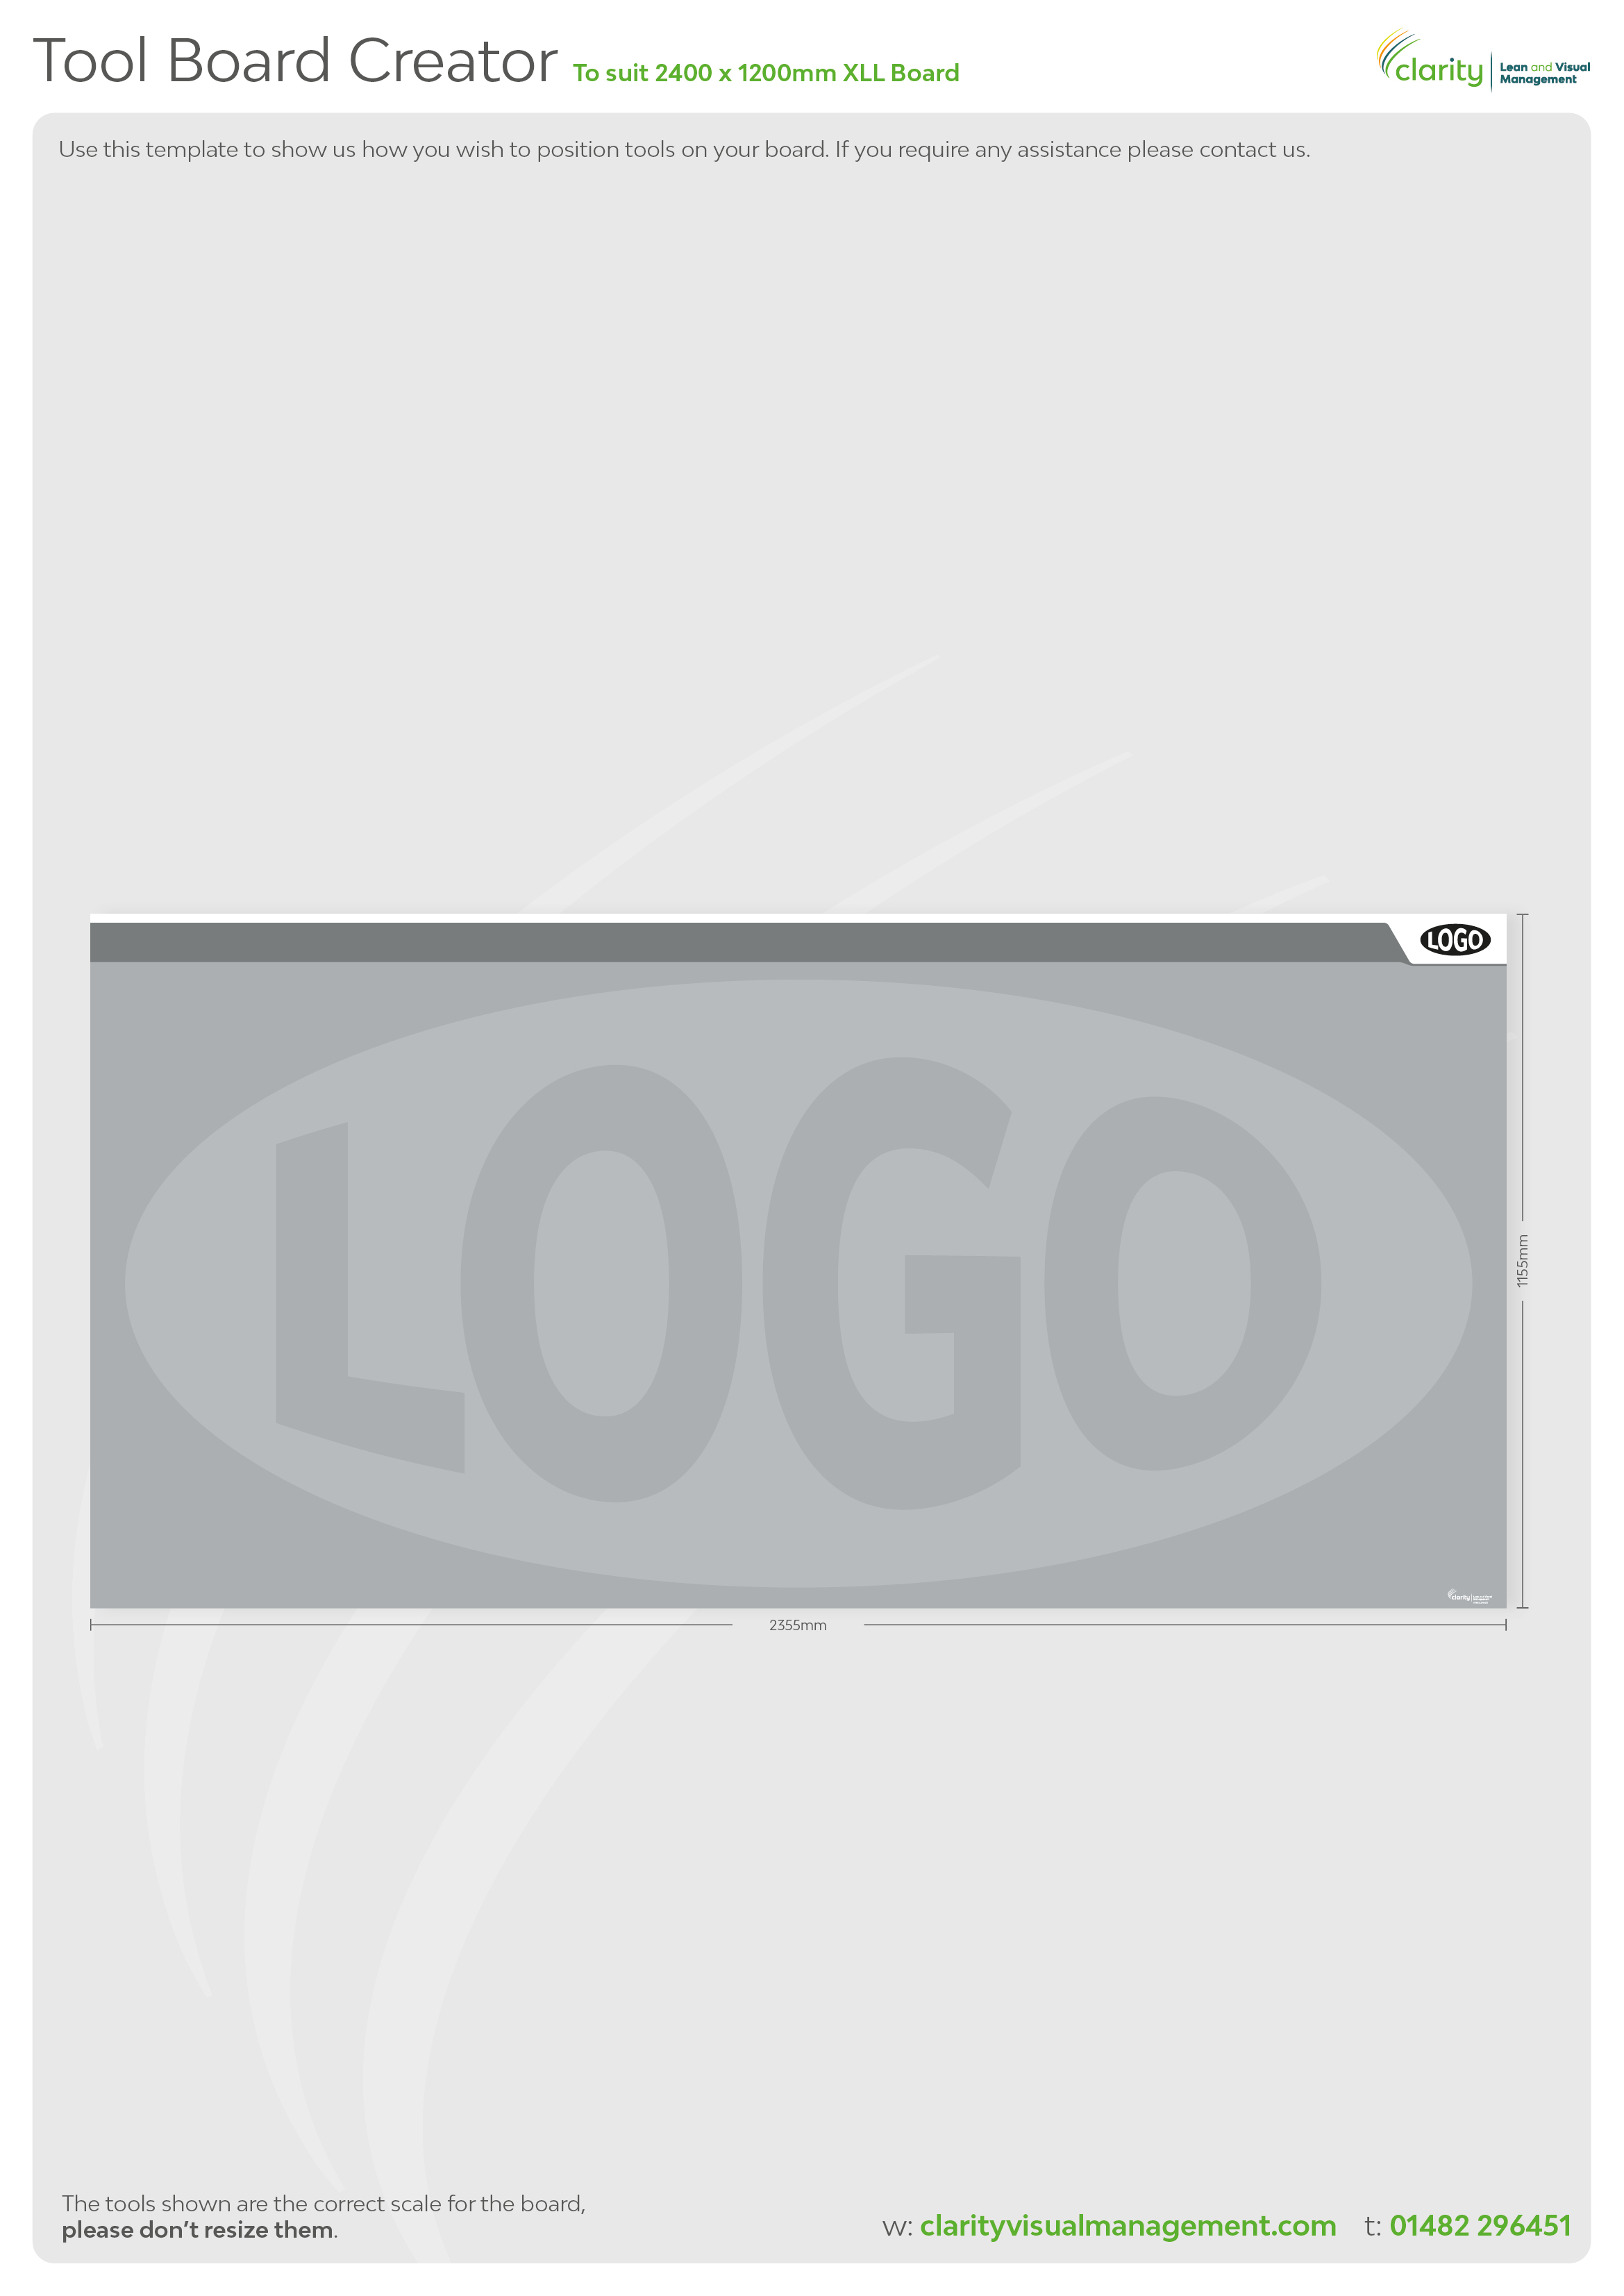 Tool Board Creator To suit 2400 x 1200mm XLL Board
clarity
Lean and Visual
Management
Use this template to show us how you wish to position tools on your board. If you require any assistance please contact us.
LOGO
LOGO
1155mm
clarity
2355mm
The tools shown are the correct scale for the board,
please don’t resize them.
w: clarityvisualmanagement.com t: 01482 296451